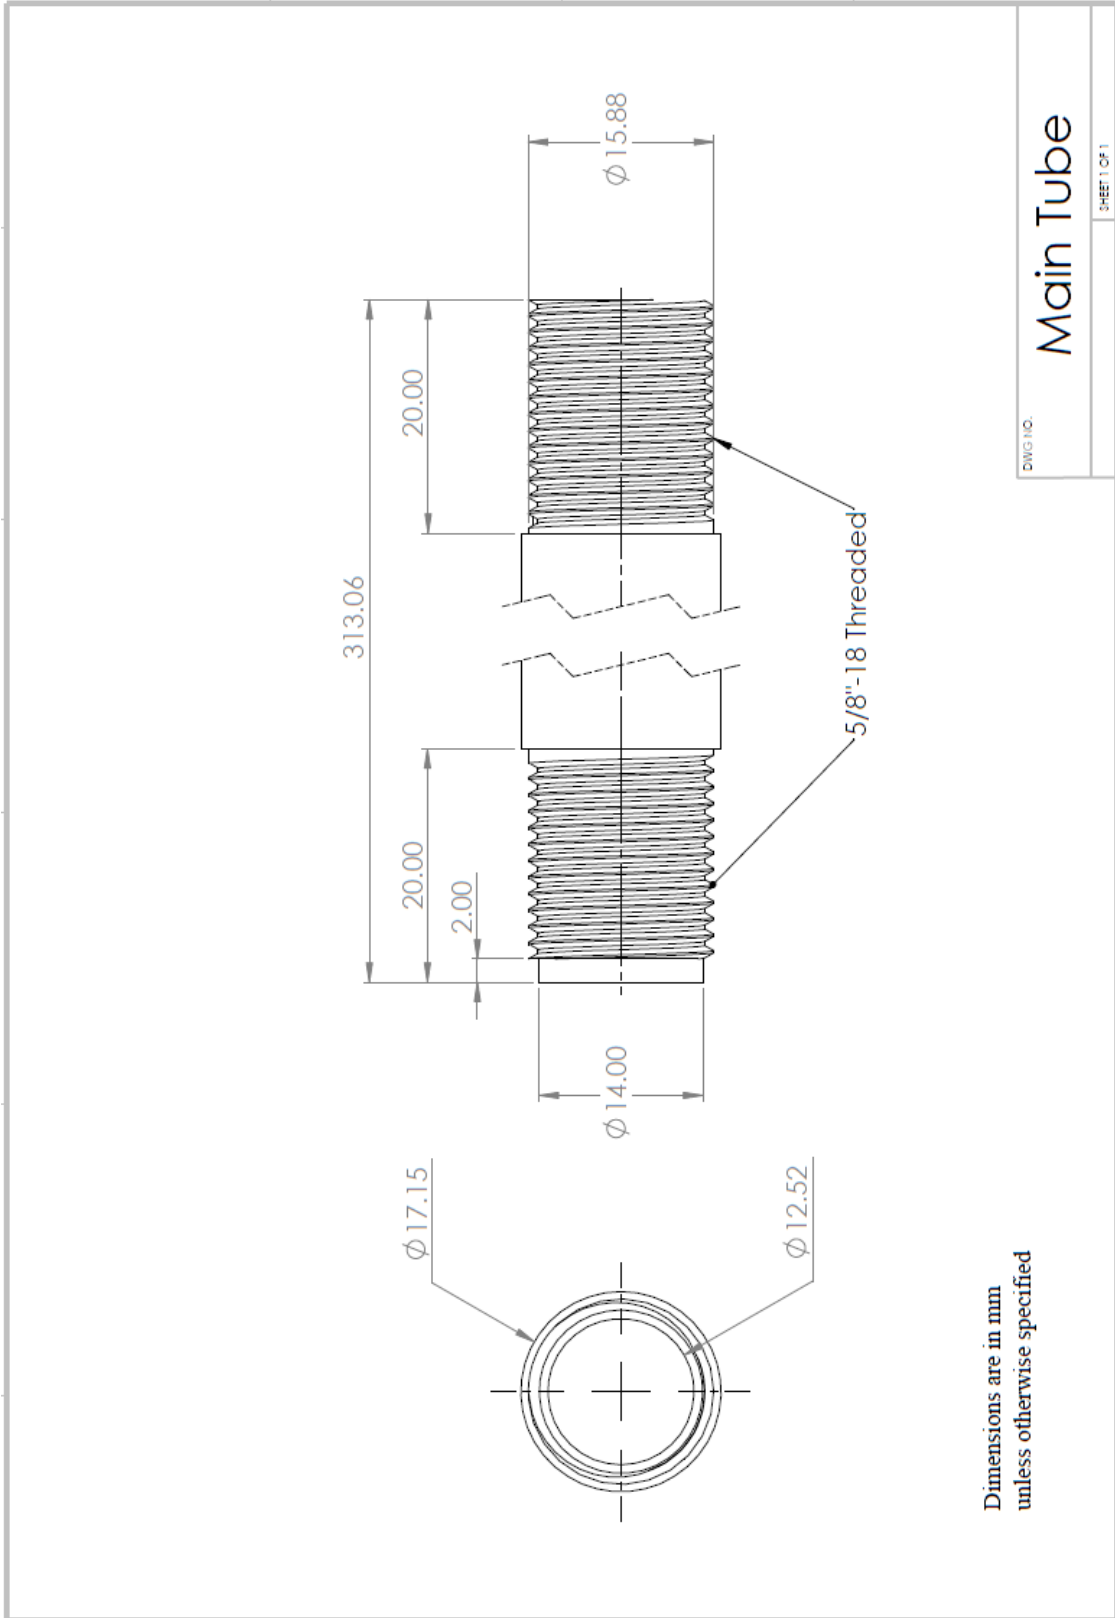 Ø17.15
Ø12.52
Ø14.00
2.00
20.00
313.06
20.00
Ø15.88
5/8"-18 Threaded
Dimensions are in mm
unless otherwise specified
DWG NO.
Main Tube
SHEET 1 OF 1